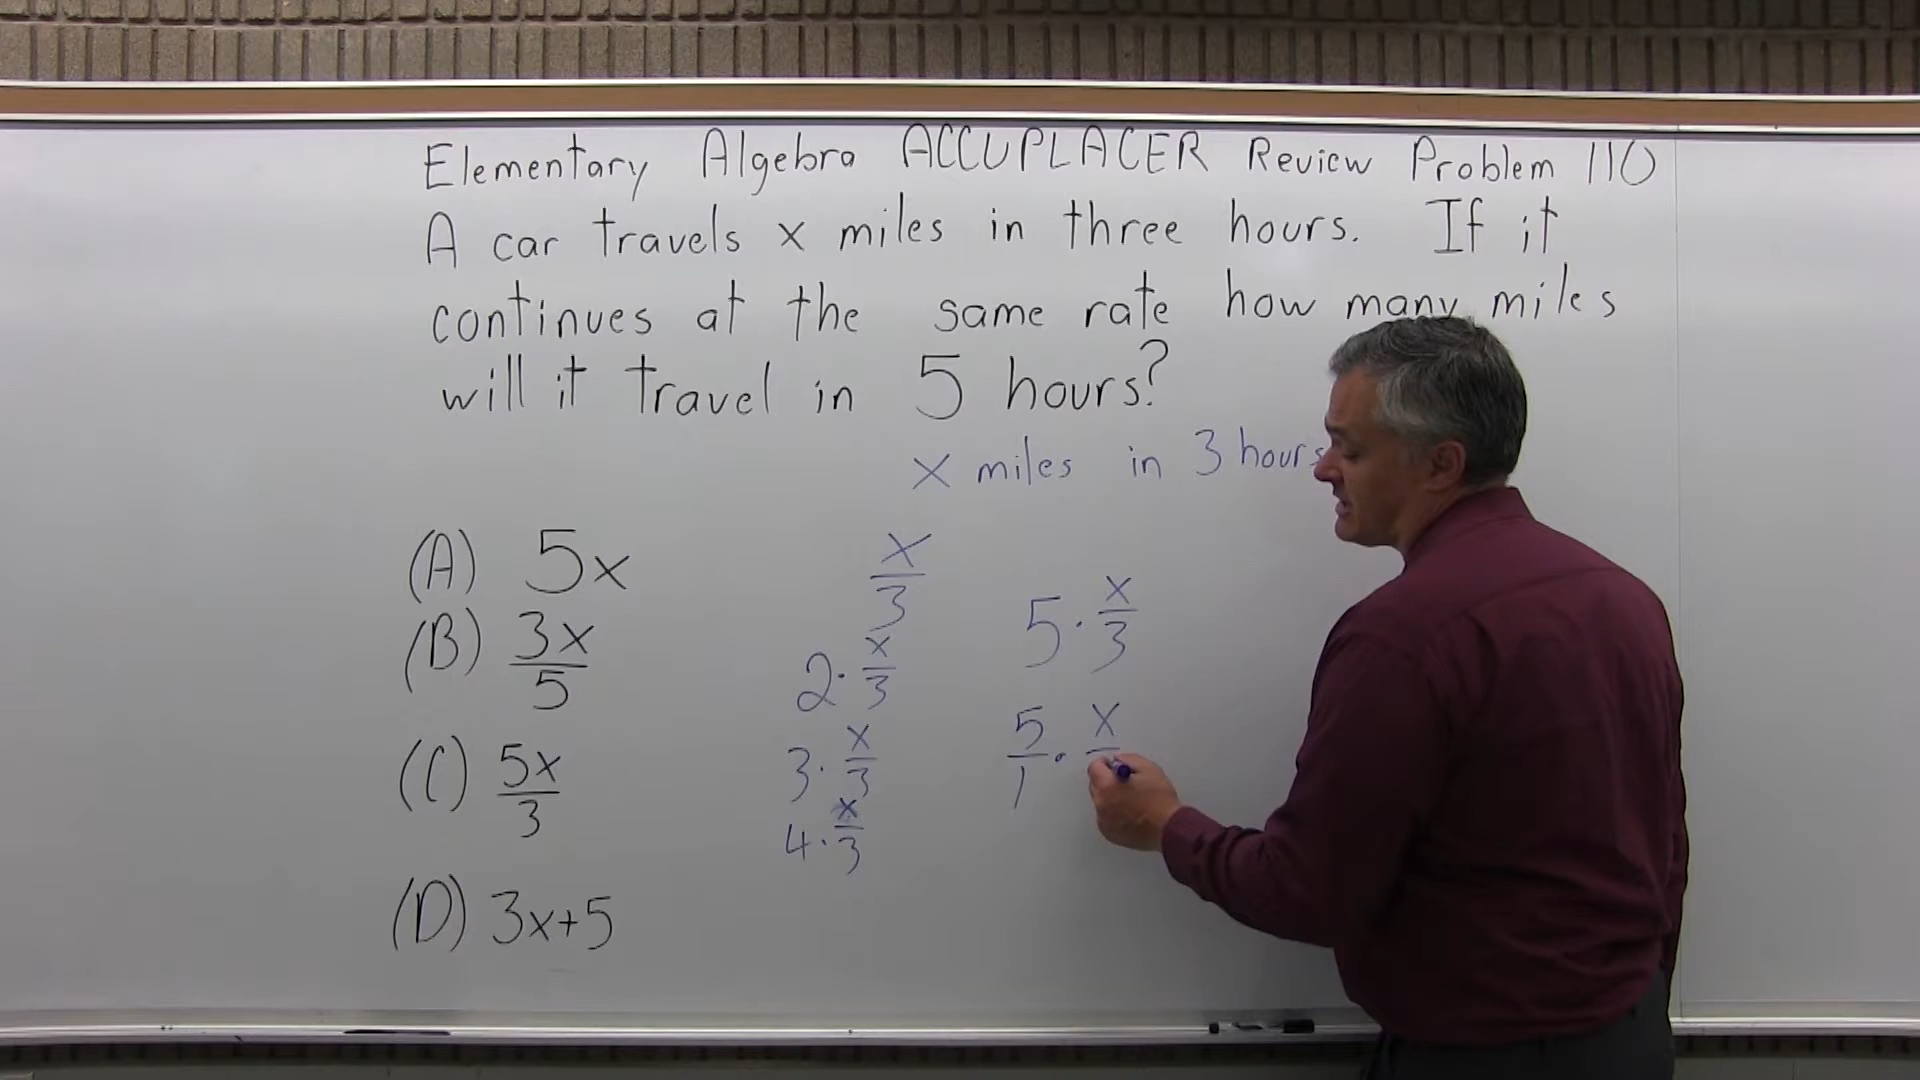 Elementary Algebra ACCUPLACER Review Problem 110
A car travels x miles in three hours. If it
continues at the same rate how many miles
will it travel in 5 hours?
x miles in 3 hours
(A) 5x
(B) 3x/5
(C) 5x/3
(D) 3x+5
x/3
2·x/3
3·x/3
4·x/3
5·x/3
5/1·x